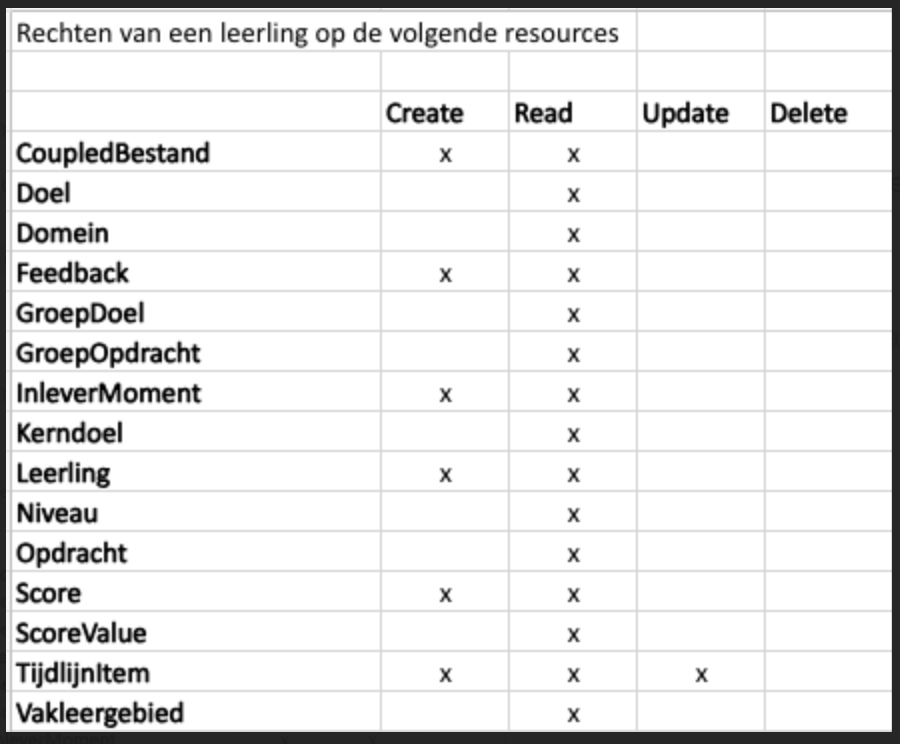 Rechten van een leerling op de volgende resources
Create Read Update Delete
CoupledBestand x x
Doel x
Domein x
Feedback x x
GroepDoel x
GroepOpdracht x
InleverMoment x x
Kerndoel x
Leerling x x
Niveau x
Opdracht x
Score x x
ScoreValue x
TijdlijnItem x x x
Vakleergebied x